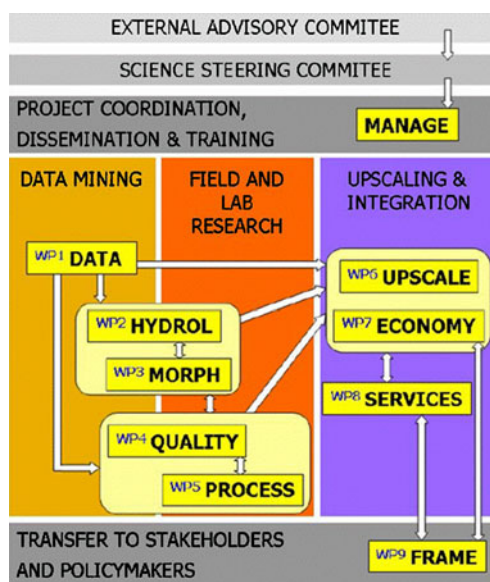 EXTERNAL ADVISORY COMMITEE
SCIENCE STEERING COMMITEE
PROJECT COORDINATION,
DISSEMINATION & TRAINING
MANAGE
DATA MINING
FIELD AND
LAB
RESEARCH
UPSCALING &
INTEGRATION
WP1 DATA
WP6 UPSCALE
WP2 HYDROL
WP7 ECONOMY
WP3 MORPH
WP8 SERVICES
WP4 QUALITY
WP5 PROCESS
TRANSFER TO STAKEHOLDERS
AND POLICYMAKERS
WP9 FRAME